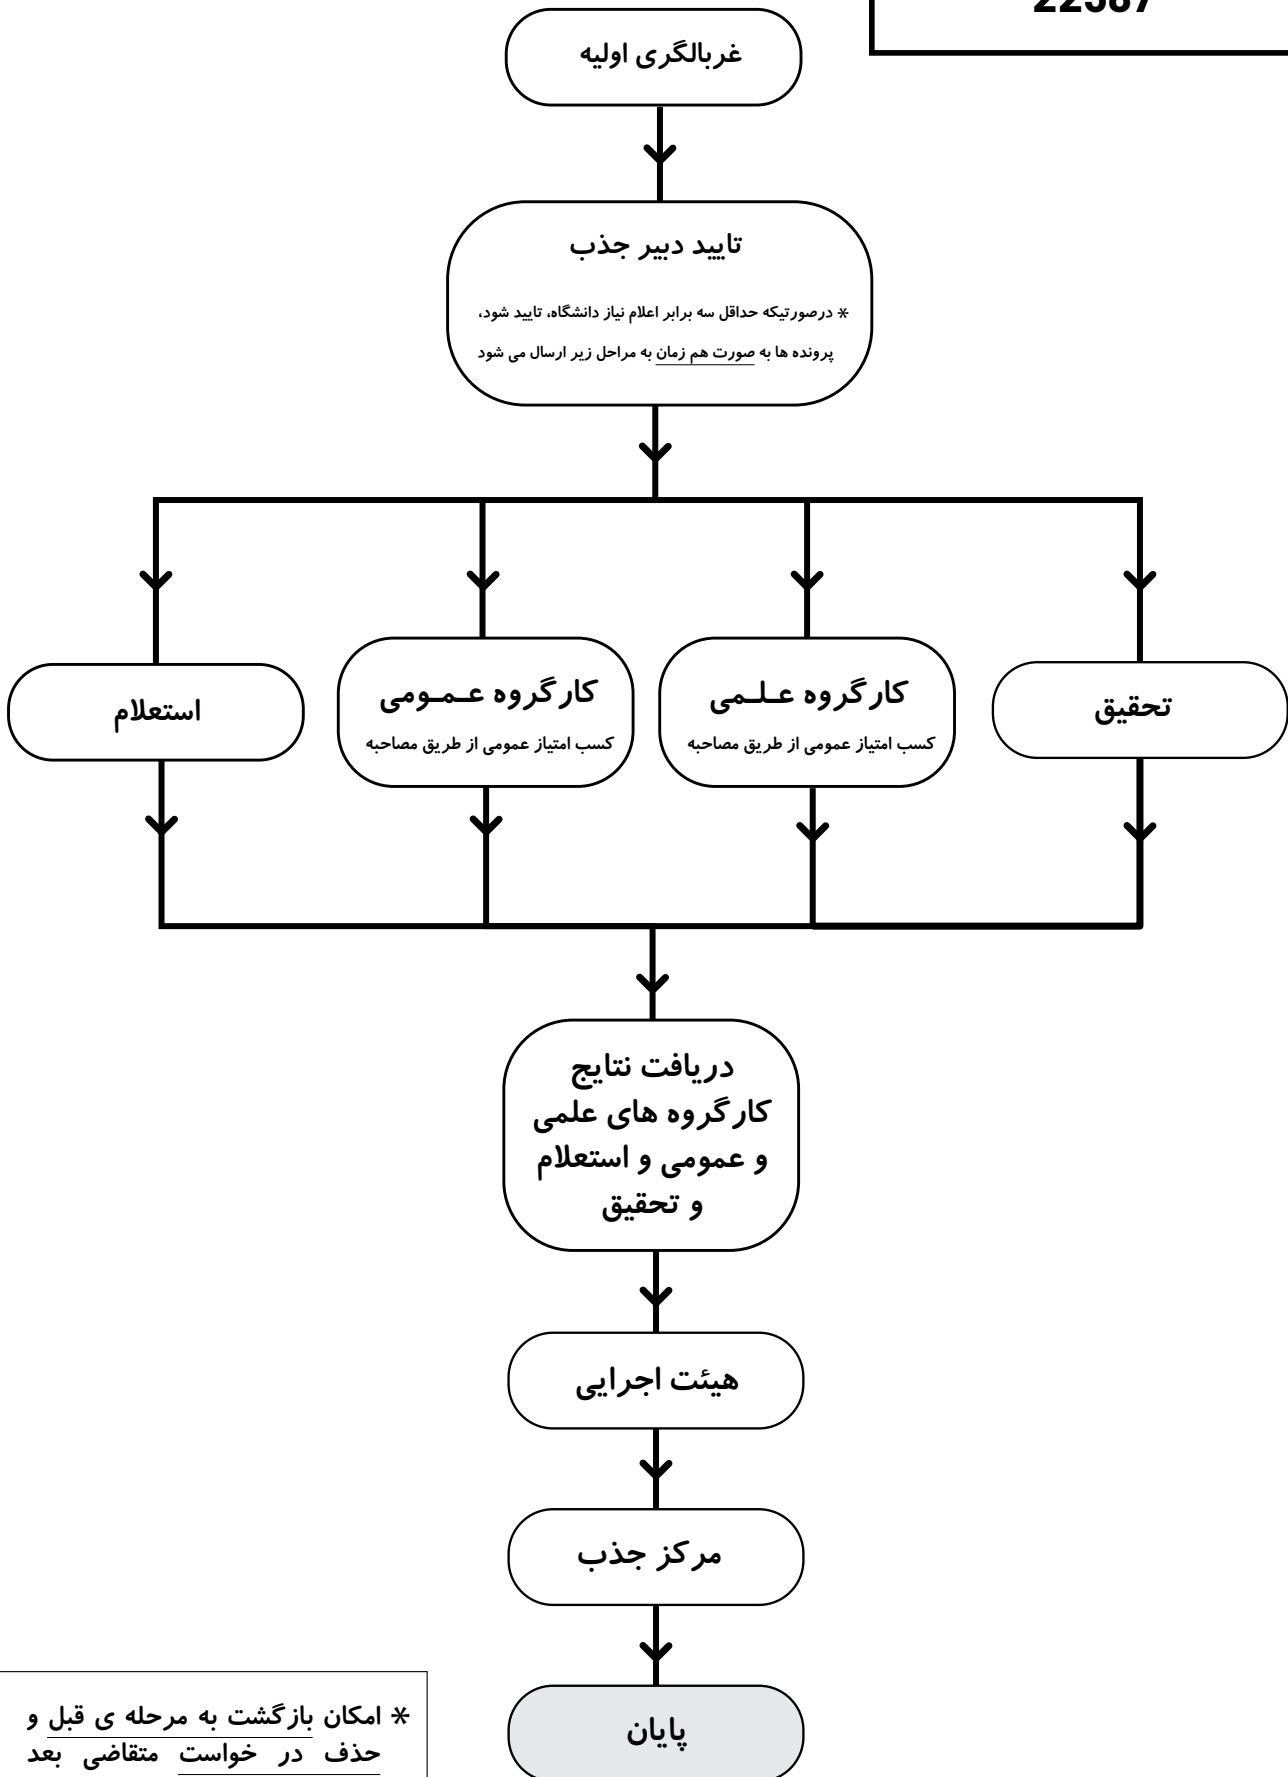 غربالگری اولیه
تایید دبیر جذب
* درصورتیکه حداقل سه برابر اعلام نیاز دانشگاه، تایید شود،
پرونده ها به صورت هم زمان به مراحل زیر ارسال می شود
تحقیق
کارگروه عـلـمی
کسب امتیاز عمومی از طریق مصاحبه
کارگروه عـمـومی
کسب امتیاز عمومی از طریق مصاحبه
استعلام
دریافت نتایج
کارگروه های علمی
و عمومی و استعلام
و تحقیق
هیئت اجرایی
مرکز جذب
پایان
* امکان بازگشت به مرحله ی قبل و
حذف در خواست متقاضی بعد